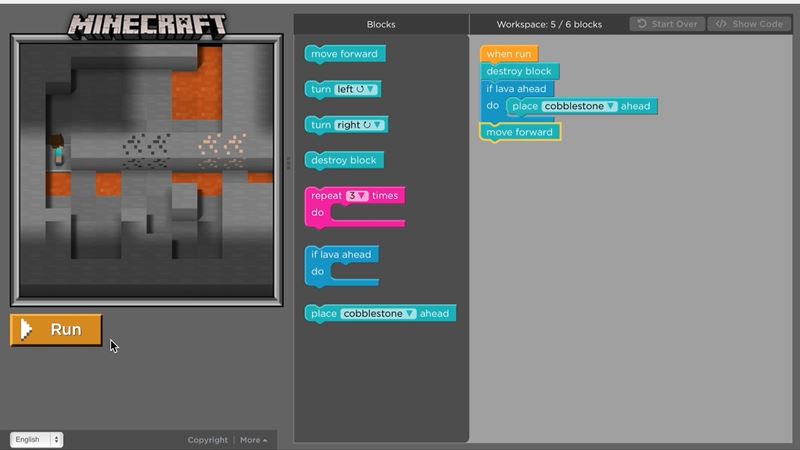 MINECRAFT
Blocks
Workspace: 5 / 6 blocks
Start Over
</> Show Code
move forward
turn left ↺ ▼
turn right ↻ ▼
destroy block
repeat 3 ▼ times
do
if lava ahead
do
place cobblestone ▼ ahead
when run
destroy block
if lava ahead
do place cobblestone ▼ ahead
move forward
Run
English
Copyright | More